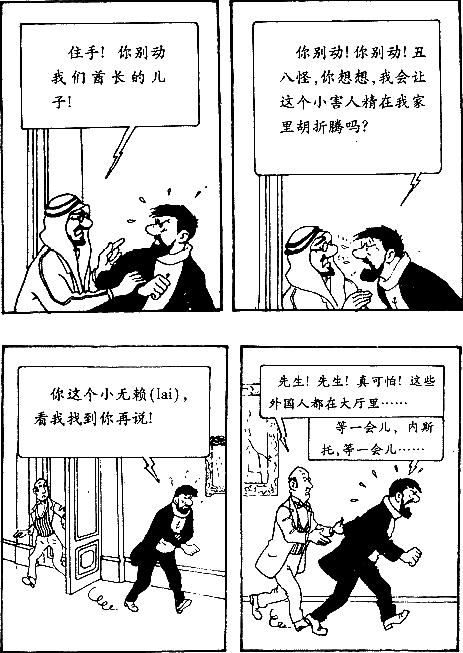 住手！你别动
我们酋长的儿
子！
你别动！你别动！丑
八怪，你想想，我会让
这个小害人精在我家
里胡折腾吗？
你这个小无赖(lai)，
看我找到你再说！
先生！先生！真可怕！这些
外国人都在大厅里……
等一会儿，内斯
托，等一会儿……